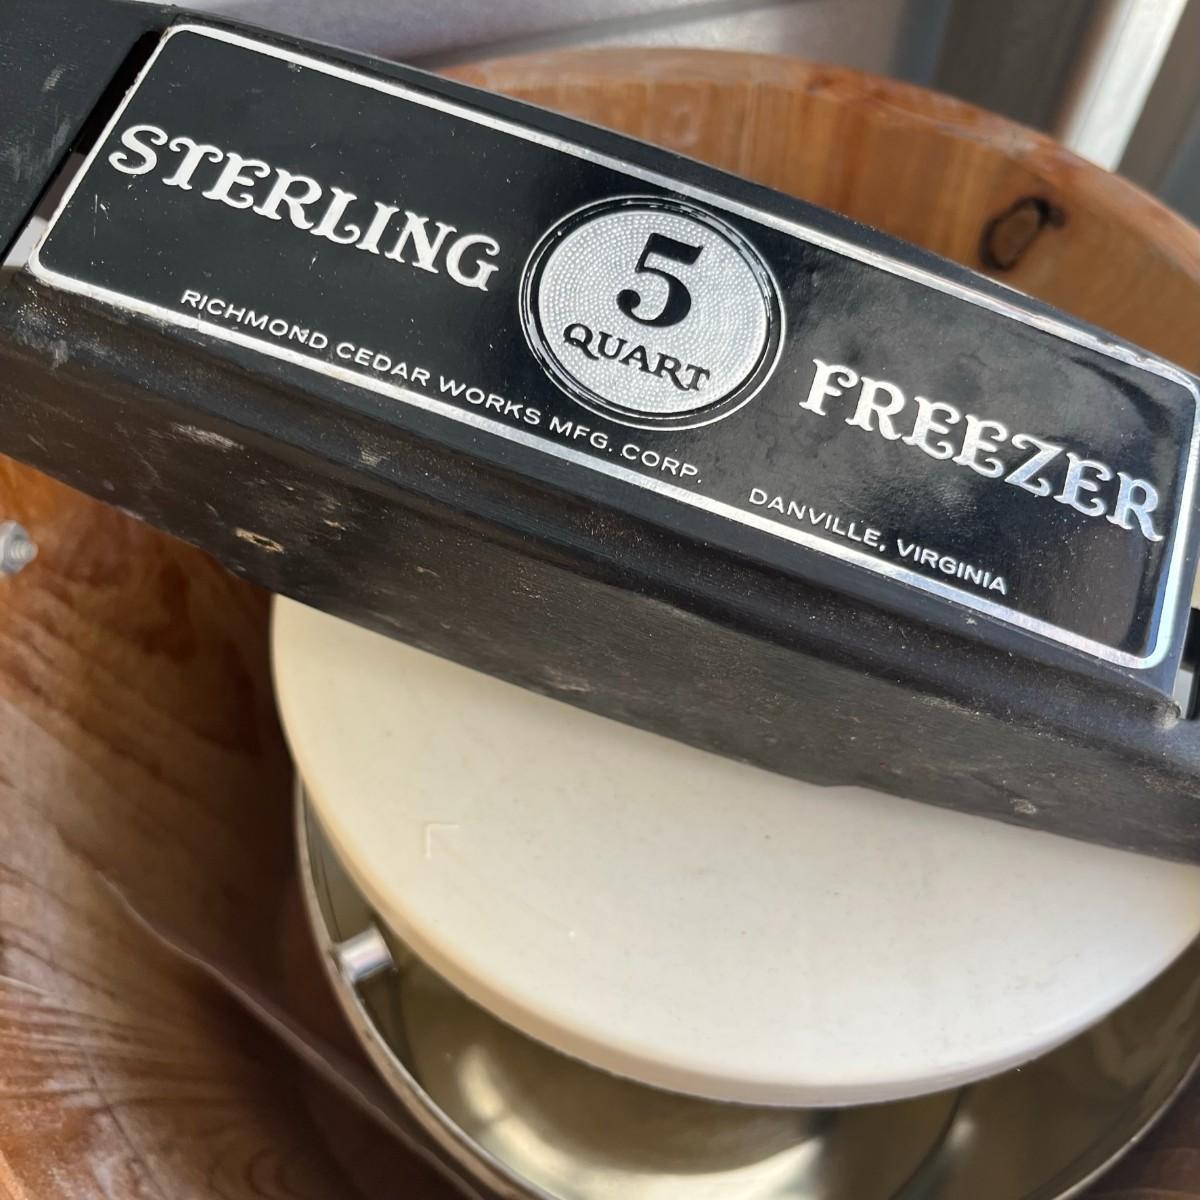 STERLING 5 QUART FREEZER
RICHMOND CEDAR WORKS MFG. CORP. DANVILLE, VIRGINIA